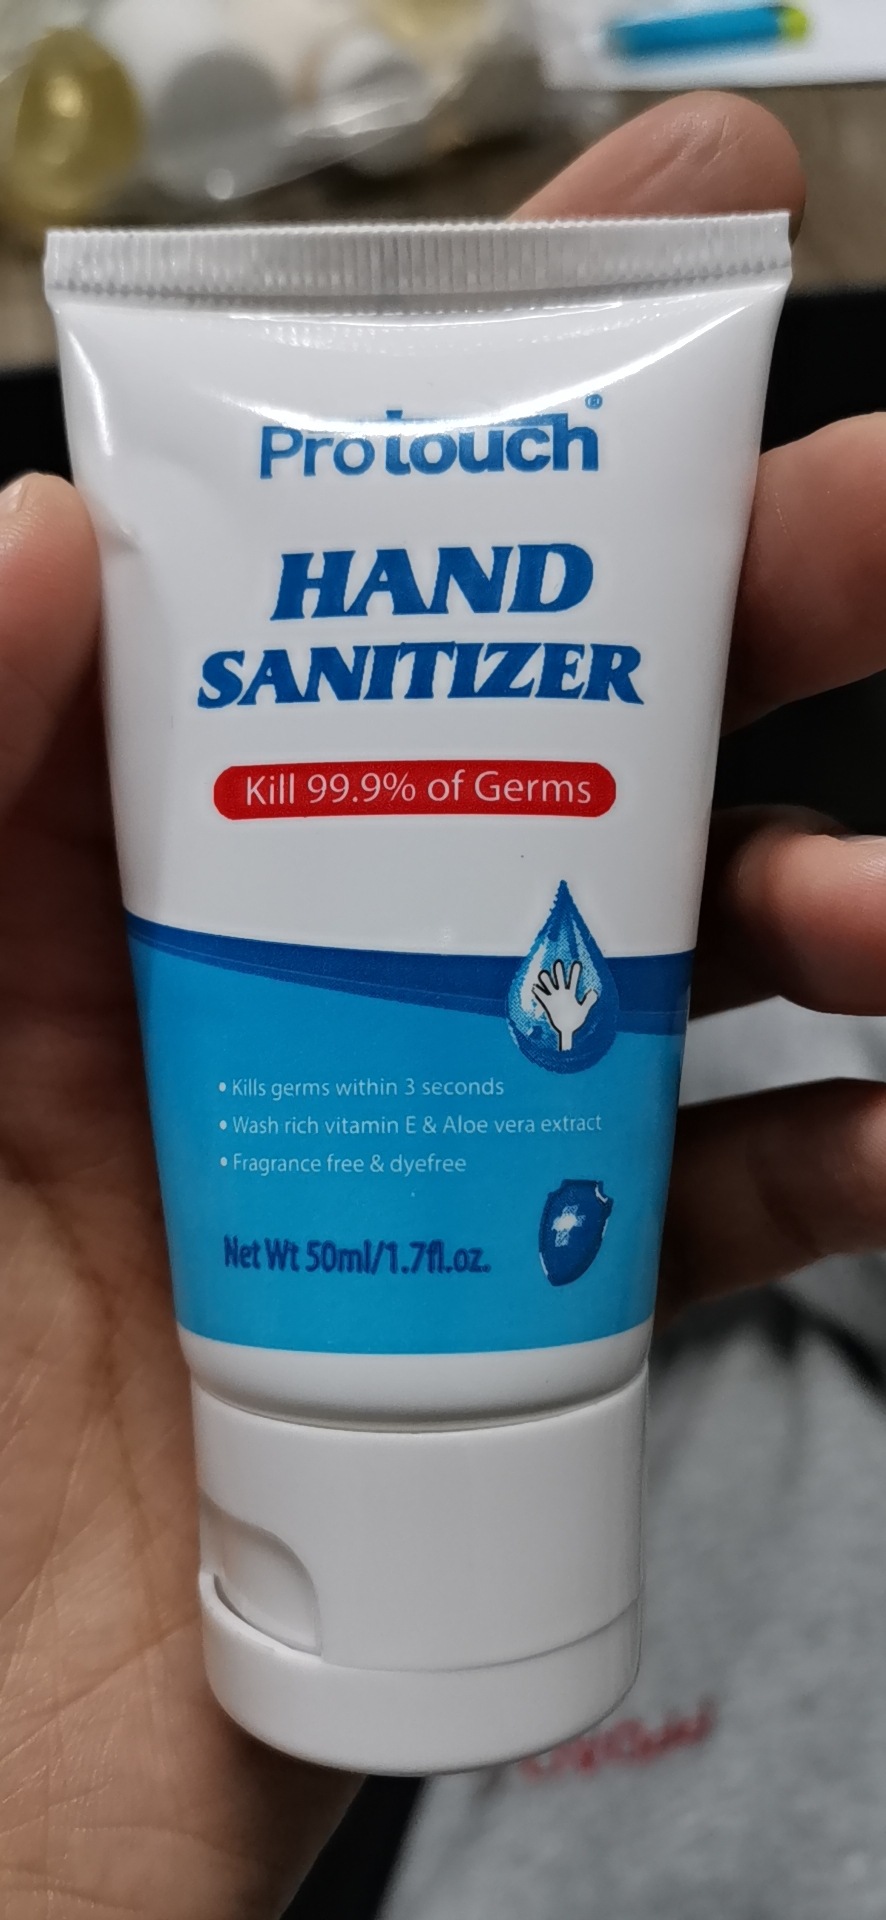 Protouch®
HAND
SANITIZER
Kill 99.9% of Germs
• Kills germs within 3 seconds
• Wash rich vitamin E & Aloe vera extract
• Fragrance free & dyefree
Net Wt 50ml/1.7fl.oz.